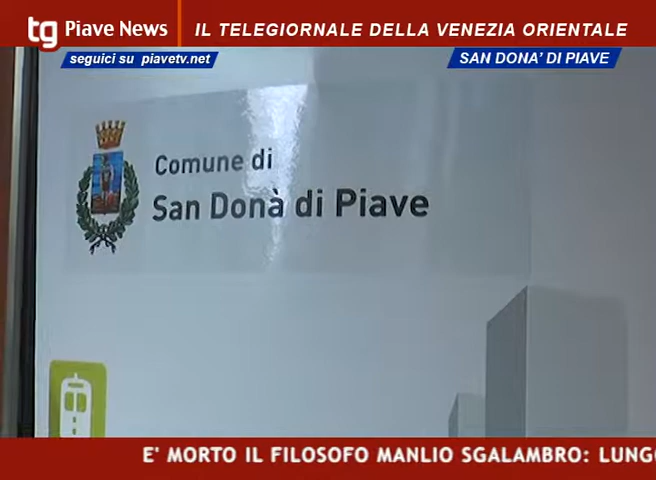 tg Piave News
IL TELEGIORNALE DELLA VENEZIA ORIENTALE
seguici su piavetv.net
SAN DONA' DI PIAVE
Comune di
San Donà di Piave
E' MORTO IL FILOSOFO MANLIO SGALAMBRO: